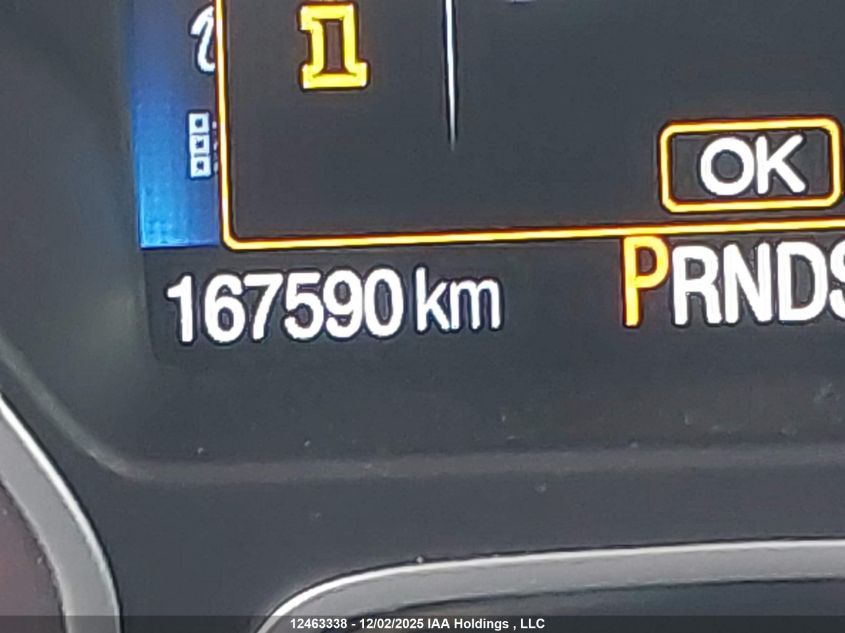 OK
167590 km PRNDS
12463338 - 12/02/2025 IAA Holdings , LLC